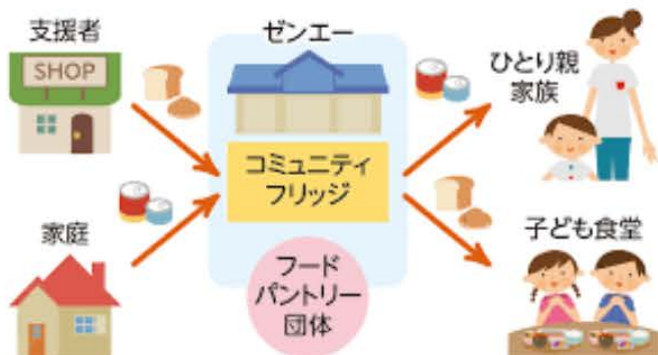 支援者
SHOP
家庭
ゼンエー
コミュニティ
フリッジ
フード
パントリー
団体
ひとり親
家族
子ども食堂